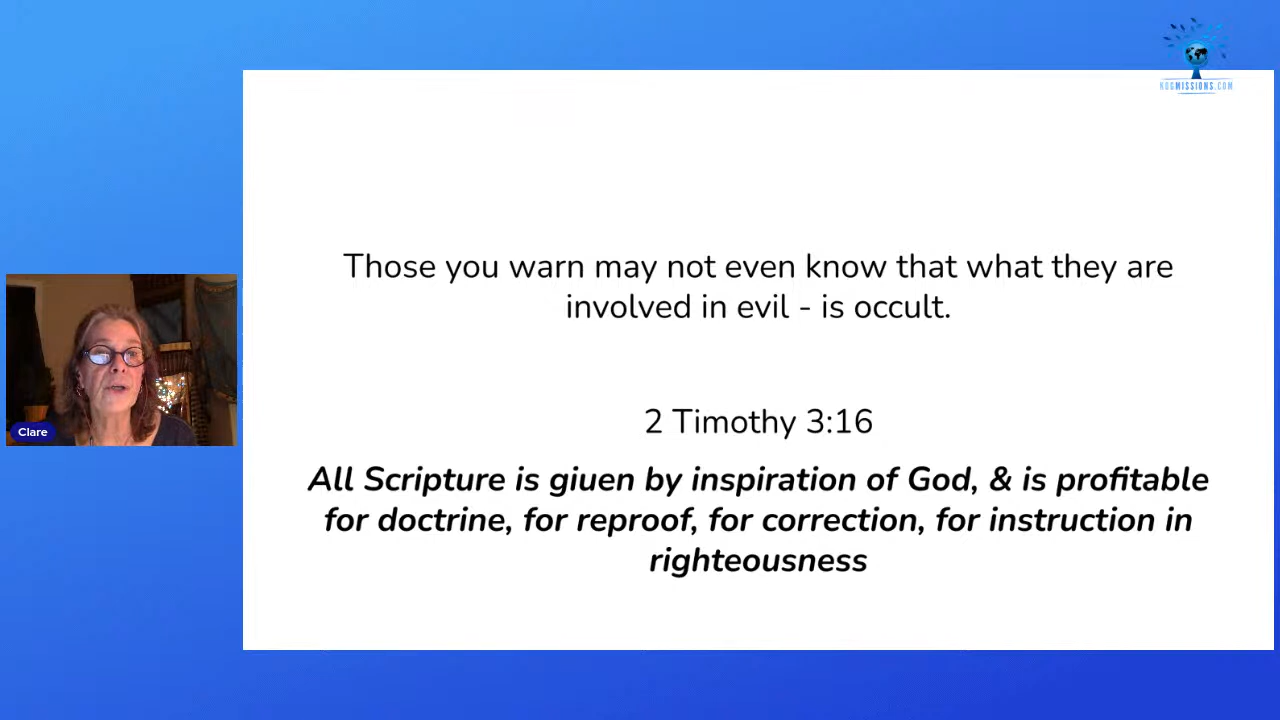 NOGMISSIONS.COM
Those you warn may not even know that what they are
involved in evil - is occult.
2 Timothy 3:16
All Scripture is giuen by inspiration of God, & is profitable
for doctrine, for reproof, for correction, for instruction in
righteousness
Clare